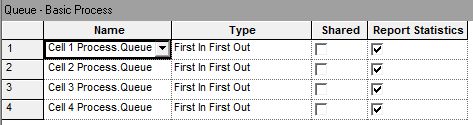 Queue - Basic Process
Name Type Shared Report Statistics
1 Cell 1 Process.Queue First In First Out
2 Cell 2 Process.Queue First In First Out
3 Cell 3 Process.Queue First In First Out
4 Cell 4 Process.Queue First In First Out